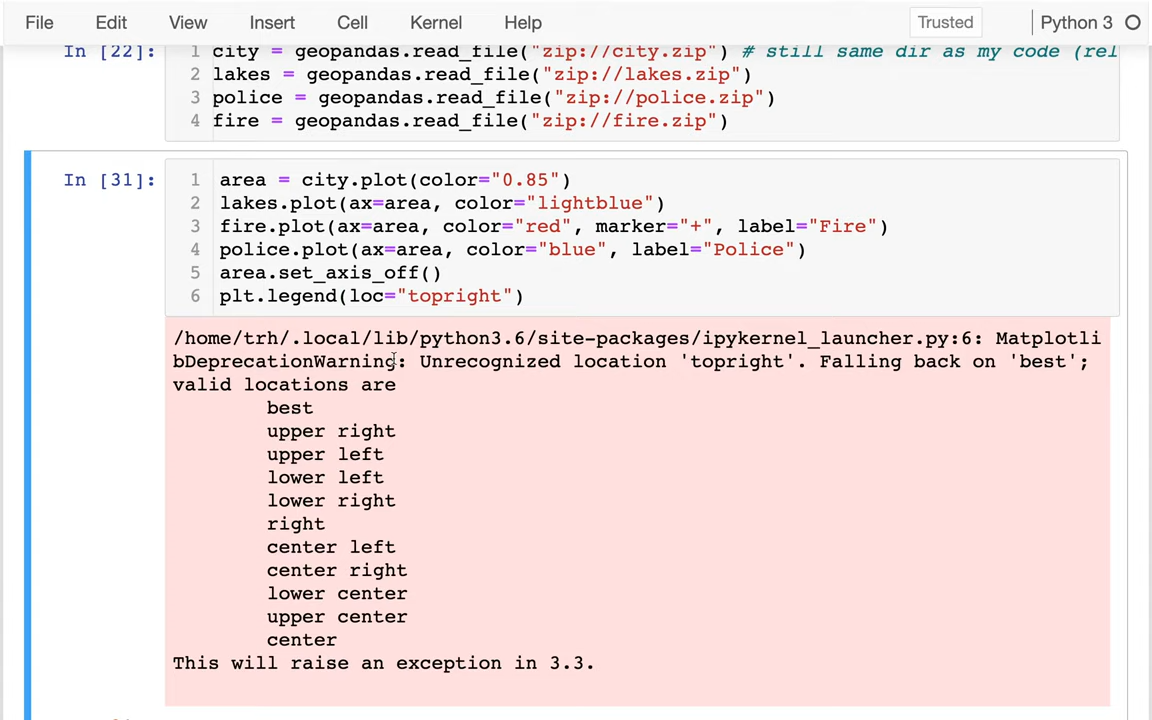 File Edit View Insert Cell Kernel Help Trusted Python 3
In [22]: 1 city = geopandas.read_file("zip://city.zip") # still same dir as my code (rel
2 lakes = geopandas.read_file("zip://lakes.zip")
3 police = geopandas.read_file("zip://police.zip")
4 fire = geopandas.read_file("zip://fire.zip")
In [31]: 1 area = city.plot(color="0.85")
2 lakes.plot(ax=area, color="lightblue")
3 fire.plot(ax=area, color="red", marker="+", label="Fire")
4 police.plot(ax=area, color="blue", label="Police")
5 area.set_axis_off()
6 plt.legend(loc="topright")
/home/trh/.local/lib/python3.6/site-packages/ipykernel_launcher.py:6: Matplotli
bDeprecationWarning: Unrecognized location 'topright'. Falling back on 'best';
valid locations are
best
upper right
upper left
lower left
lower right
right
center left
center right
lower center
upper center
center
This will raise an exception in 3.3.